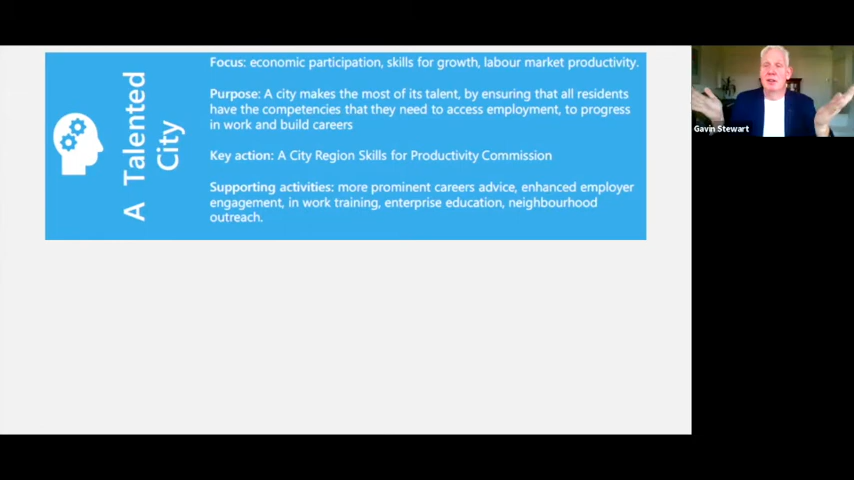 A Talented
City
Focus: economic participation, skills for growth, labour market productivity.
Purpose: A city makes the most of its talent, by ensuring that all residents
have the competencies that they need to access employment, to progress
in work and build careers
Key action: A City Region Skills for Productivity Commission
Supporting activities: more prominent careers advice, enhanced employer
engagement, in work training, enterprise education, neighbourhood
outreach.
Gavin Stewart